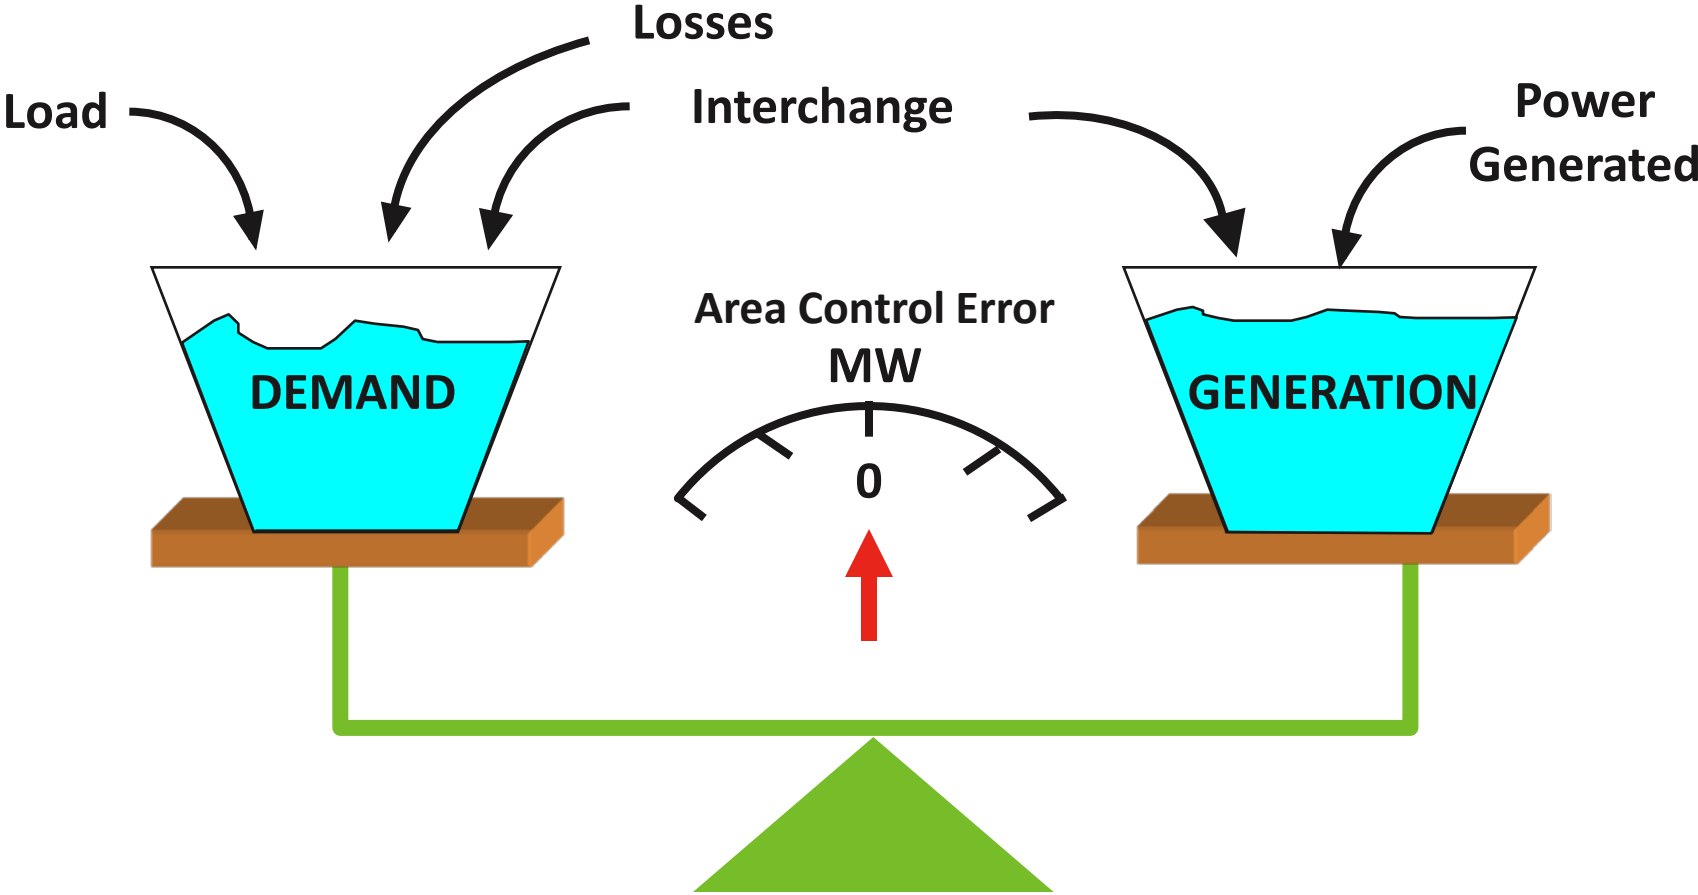 Losses
Load
Interchange
Power
Generated
Area Control Error
MW
DEMAND
GENERATION
0